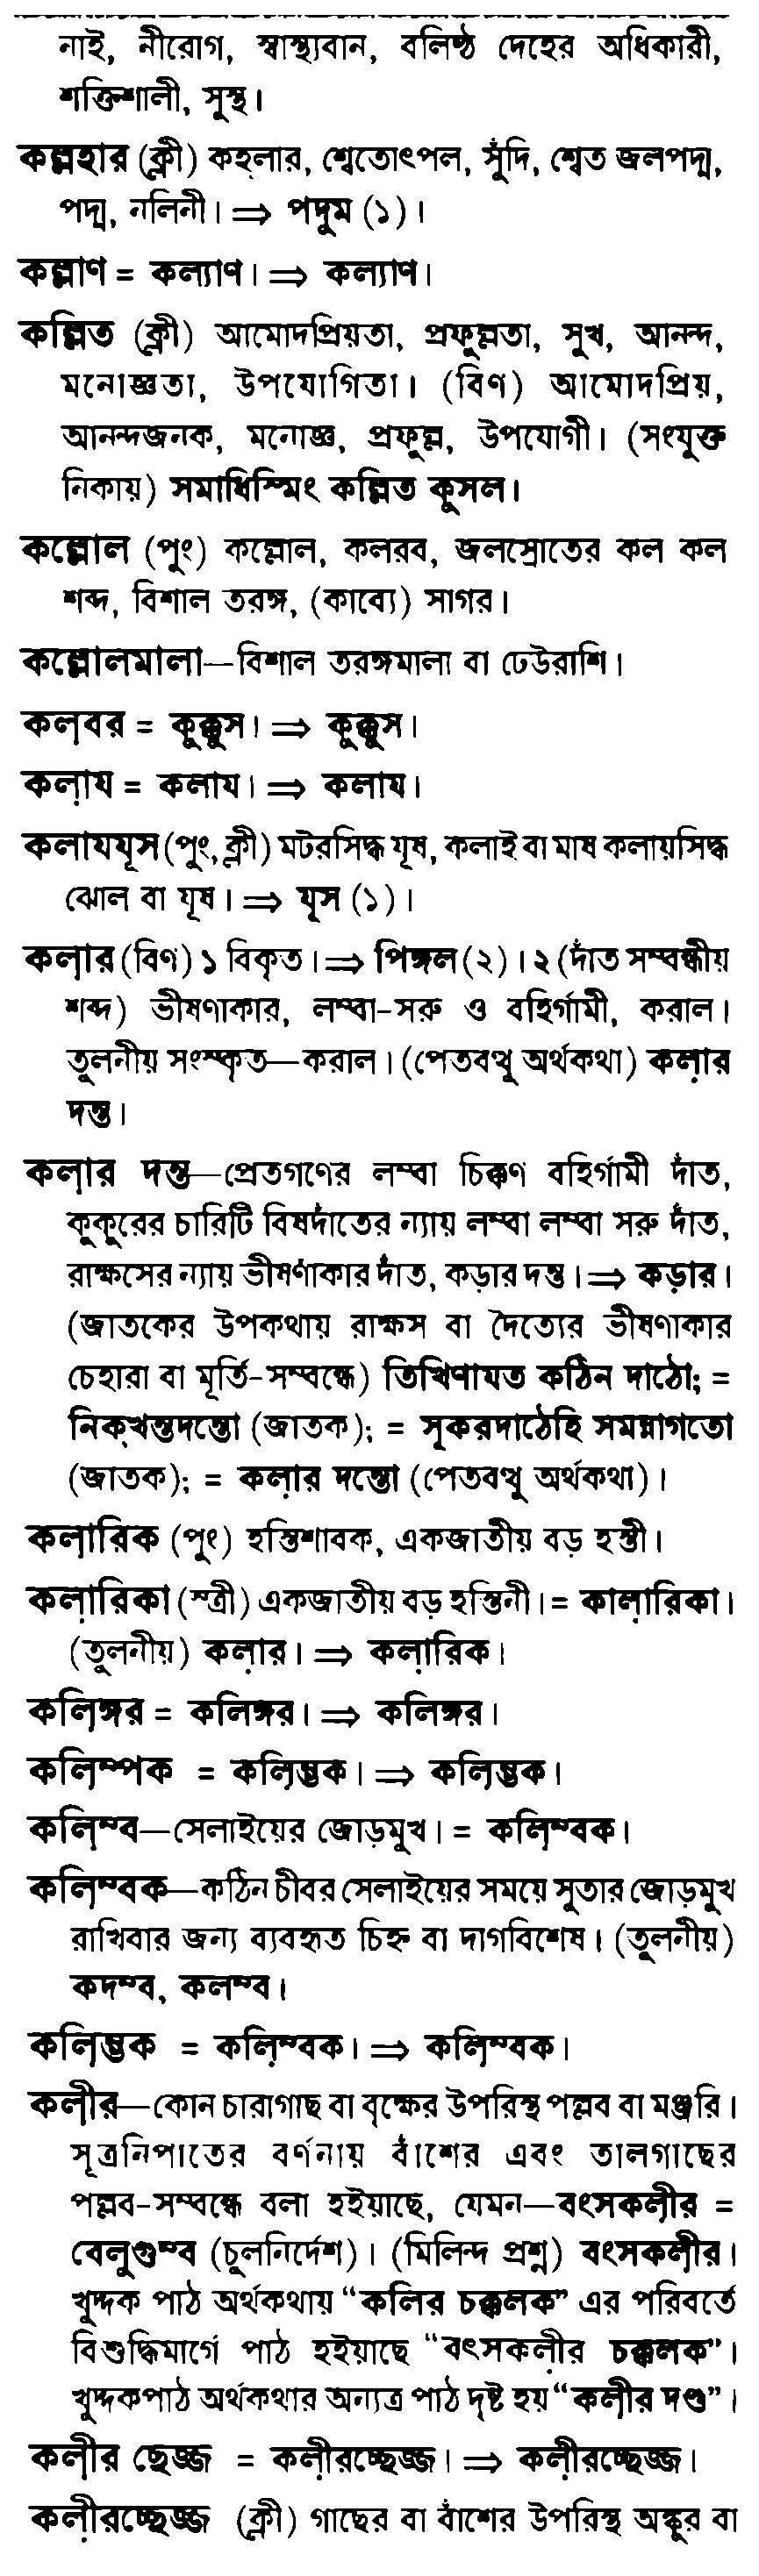 নাই, নীরোগ, স্বাস্থ্যবান, বলিষ্ঠ দেহের অধিকারী,
শক্তিশালী, সুস্থ।
কল্লহার (ক্লী) কহলার, শ্বেতোৎপল, সুঁদি, শ্বেত জলপদ্ম,
পদ্ম, নলিনী। ⇒ পদুম (১)।
কল্লাণ = কল্যাণ। ⇒ কল্যাণ।
কল্লিত (ক্লী) আমোদপ্রিয়তা, প্রফুল্লতা, সুখ, আনন্দ,
মনোজ্ঞতা, উপযোগিতা। (বিণ) আমোদপ্রিয়,
আনন্দজনক, মনোজ্ঞ, প্রফুল্ল, উপযোগী। (সংযুক্ত
নিকায়) সমাধিস্মিং কল্লিত কুসল।
কল্লোল (পুং) কল্লোল, কলরব, জলস্রোতের কল কল
শব্দ, বিশাল তরঙ্গ, (কাব্যে) সাগর।
কল্লোলমালা—বিশাল তরঙ্গমালা বা ঢেউরাশি।
কল়বর = কুক্কুস। ⇒ কুক্কুস।
কল়ায = কলায। ⇒ কলায।
কলাযযূস (পুং, ক্লী) মটরসিদ্ধ যূষ, কলাই বা মাষ কলায়সিদ্ধ
ঝোল বা যূষ। ⇒ যূস (১)।
কল়ার (বিণ) ১ বিকৃত। ⇒ পিঙ্গল (২)। ২ (দাঁত সম্বন্ধীয়
শব্দ) ভীষণাকার, লম্বা-সরু ও বহির্গামী, করাল।
তুলনীয় সংস্কৃত—করাল। (পেতবত্থু অর্থকথা) কল়ার
দন্ত।
কল়ার দন্ত—প্রেতগণের লম্বা চিক্কণ বহির্গামী দাঁত,
কুকুরের চারিটি বিষদাঁতের ন্যায় লম্বা লম্বা সরু দাঁত,
রাক্ষসের ন্যায় ভীষণাকার দাঁত, কড়ার দন্ত। ⇒ কড়ার।
(জাতকের উপকথায় রাক্ষস বা দৈত্যের ভীষণাকার
চেহারা বা মূর্তি-সম্বন্ধে) তিখিণাযত কঠিন দাঠো; =
নিক্খন্তদন্তো (জাতক); = সূকরদাঠেহি সমন্নাগতো
(জাতক); = কল়ার দন্তো (পেতবত্থু অর্থকথা)।
কল়ারিক (পুং) হস্তিশাবক, একজাতীয় বড় হস্তী।
কল়ারিকা (স্ত্রী) একজাতীয় বড় হস্তিনী। = কাল়ারিকা।
(তুলনীয়) কল়ার। ⇒ কল়ারিক।
কল়িঙ্গর = কলিঙ্গর। ⇒ কলিঙ্গর।
কল়িম্পক = কল়িম্ভক। ⇒ কল়িম্ভক।
কল়িম্ব—সেলাইয়ের জোড়মুখ। = কল়িম্বক।
কল়িম্বক—কঠিন চীবর সেলাইয়ের সময়ে সুতার জোড়মুখ
রাখিবার জন্য ব্যবহৃত চিহ্ন বা দাগবিশেষ। (তুলনীয়)
কদম্ব, কলম্ব।
কল়িম্ভক = কল়িম্বক। ⇒ কল়িম্বক।
কল়ীর—কোন চারাগাছ বা বৃক্ষের উপরিস্থ পল্লব বা মঞ্জরি।
সূত্রনিপাতের বর্ণনায় বাঁশের এবং তালগাছের
পল্লব-সম্বন্ধে বলা হইয়াছে, যেমন—বংসকল়ীর =
বেলুগুম্ব (চুলনির্দেশ)। (মিলিন্দ প্রশ্ন) বংসকল়ীর।
খুদ্দক পাঠ অর্থকথায় “কলির চক্কলক” এর পরিবর্তে
বিশুদ্ধিমার্গে পাঠ হইয়াছে “বংসকল়ীর চক্কলক”।
খুদ্দকপাঠ অর্থকথার অন্যত্র পাঠ দৃষ্ট হয় “কল়ীর দণ্ড”।
কল়ীর ছেজ্জ = কল়ীরচ্ছেজ্জ। ⇒ কল়ীরচ্ছেজ্জ।
কল়ীরচ্ছেজ্জ (ক্লী) গাছের বা বাঁশের উপরিস্থ অঙ্কুর বা